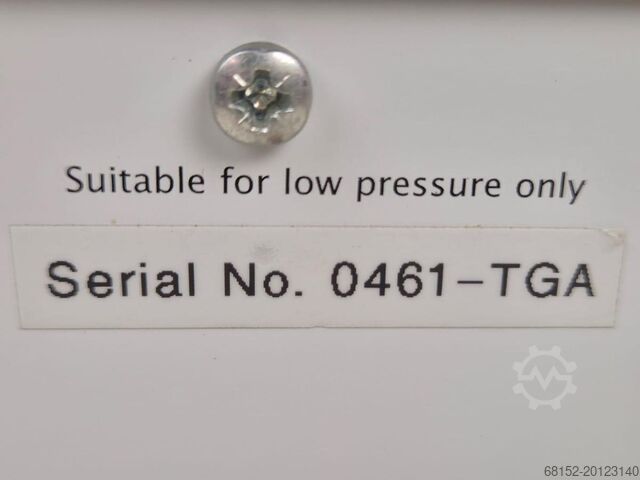 Suitable for low pressure only
Serial No. 0461-TGA
68152-20123140